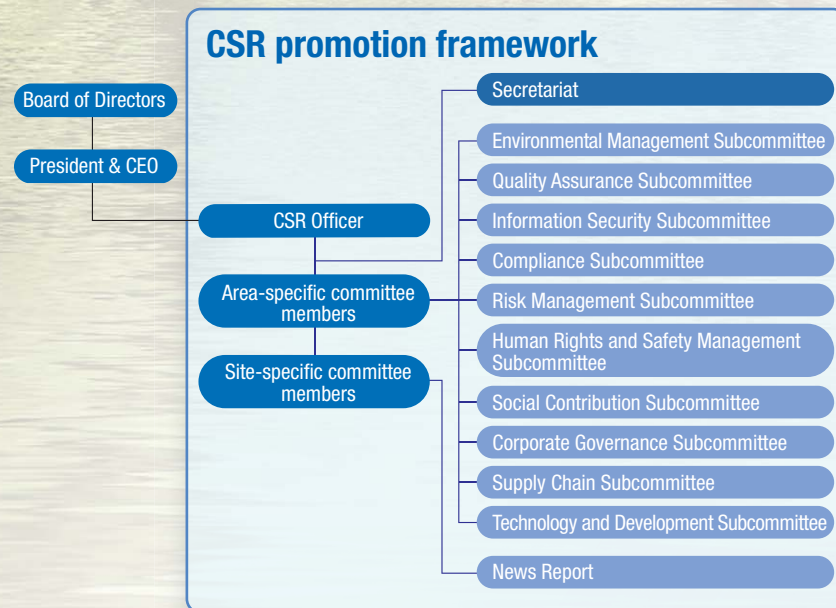 CSR promotion framework
Board of Directors
President & CEO
CSR Officer
Area-specific committee
members
Site-specific committee
members
Secretariat
Environmental Management Subcommittee
Quality Assurance Subcommittee
Information Security Subcommittee
Compliance Subcommittee
Risk Management Subcommittee
Human Rights and Safety Management
Subcommittee
Social Contribution Subcommittee
Corporate Governance Subcommittee
Supply Chain Subcommittee
Technology and Development Subcommittee
News Report